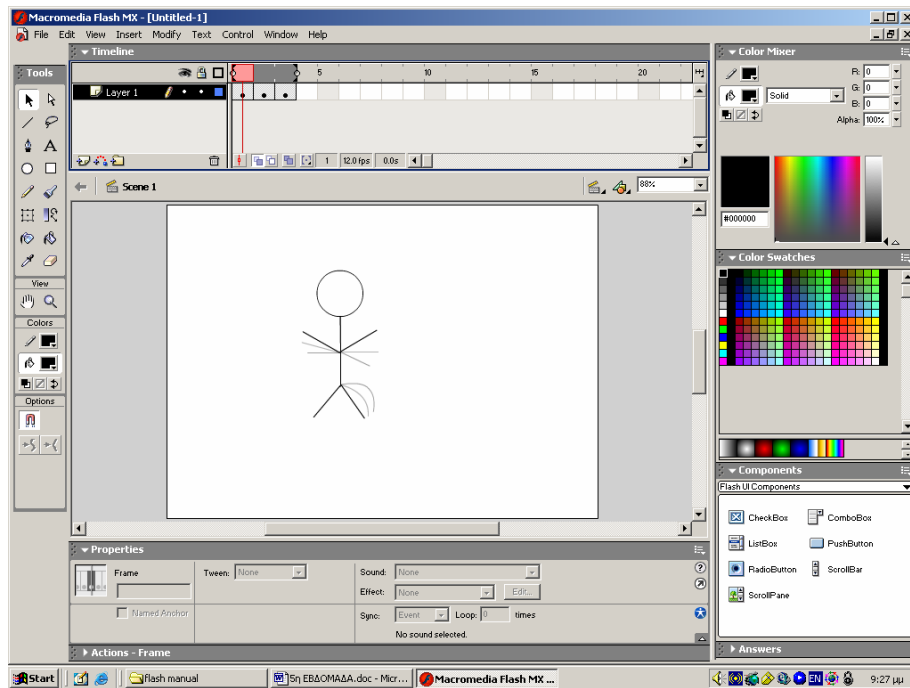 Macromedia Flash MX - [Untitled-1]
File Edit View Insert Modify Text Control Window Help
Timeline
Tools
5 10 15 20
Layer 1
A
1 12.0 fps 0.0s
Scene 1
88%
View
Colors
Options
Color Mixer
R: 0
Solid
G: 0
B: 0
Alpha: 100%
#000000
Color Swatches
Components
Flash UI Components
CheckBox ComboBox
ListBox PushButton
RadioButton ScrollBar
ScrollPane
Answers
Properties
Frame Tween: None Sound: None
Effect: None Edit...
Named Anchor Sync: Event Loop: 0 times
No sound selected.
Actions - Frame
Start Flash manual 5η ΕΒΔΟΜΑΔΑ.doc - Micr... Macromedia Flash MX ... EN 9:27 μμ